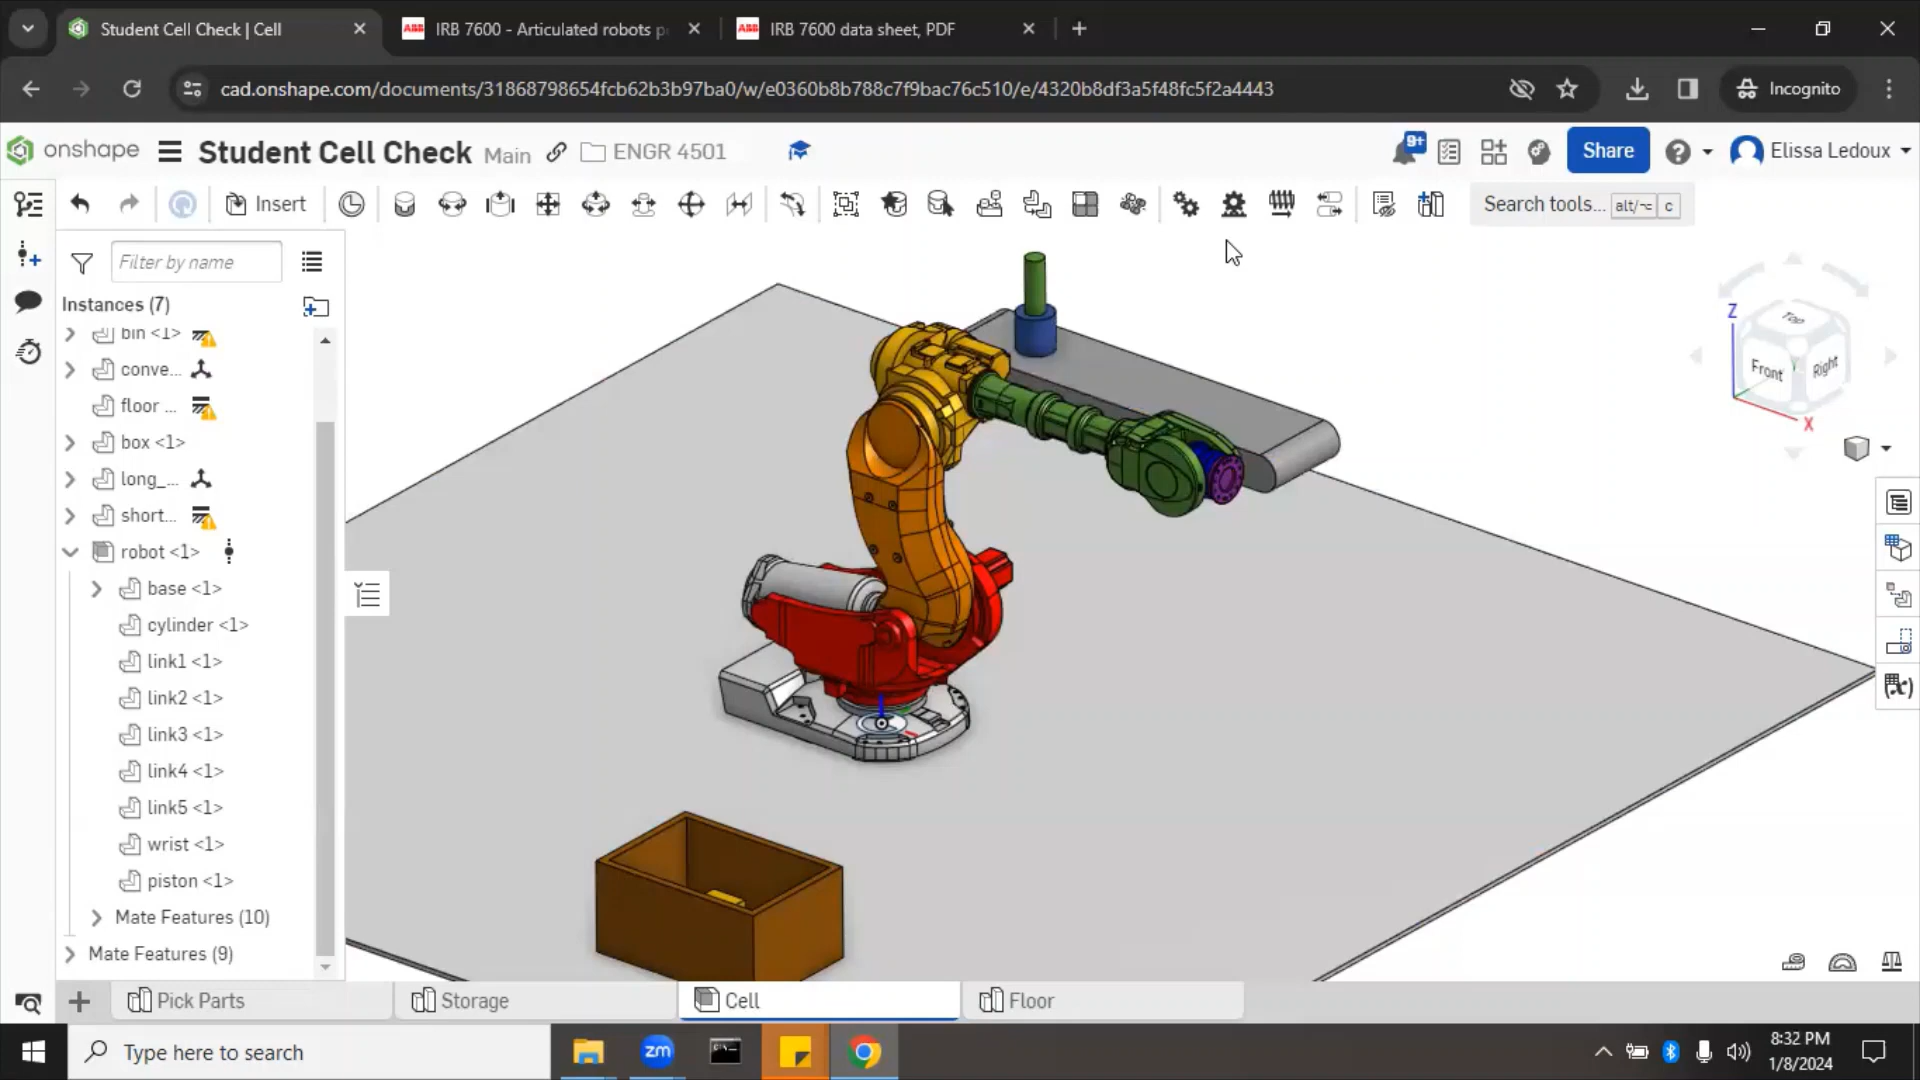 Student Cell Check | Cell
IRB 7600 - Articulated robots p
IRB 7600 data sheet, PDF
cad.onshape.com/documents/31868798654fcb62b3b97ba0/w/e0360b8b788c7f9bac76c510/e/4320b8df3a5f48fc5f2a4443
Incognito
onshape
Student Cell Check Main
ENGR 4501
9+
Share
Elissa Ledoux
Insert
Search tools... alt/⌥ c
Filter by name
Instances (7)
bin <1>
conve...
floor ...
box <1>
long_...
short...
robot <1>
base <1>
cylinder <1>
link1 <1>
link2 <1>
link3 <1>
link4 <1>
link5 <1>
wrist <1>
piston <1>
Mate Features (10)
Mate Features (9)
Z
Top
Front
Right
X
Pick Parts
Storage
Cell
Floor
Type here to search
zm
8:32 PM
1/8/2024